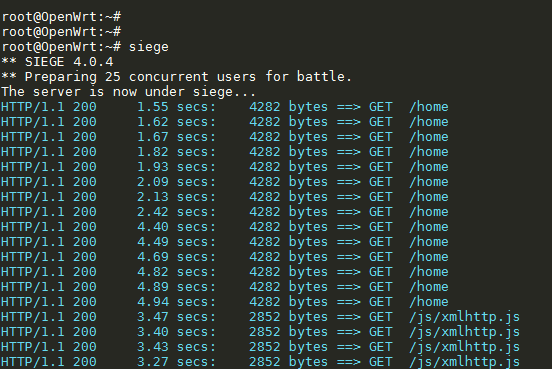 root@OpenWrt:~#
root@OpenWrt:~#
root@OpenWrt:~# siege
** SIEGE 4.0.4
** Preparing 25 concurrent users for battle.
The server is now under siege...
HTTP/1.1 200     1.55 secs:    4282 bytes ==> GET  /home
HTTP/1.1 200     1.62 secs:    4282 bytes ==> GET  /home
HTTP/1.1 200     1.67 secs:    4282 bytes ==> GET  /home
HTTP/1.1 200     1.82 secs:    4282 bytes ==> GET  /home
HTTP/1.1 200     1.93 secs:    4282 bytes ==> GET  /home
HTTP/1.1 200     2.09 secs:    4282 bytes ==> GET  /home
HTTP/1.1 200     2.13 secs:    4282 bytes ==> GET  /home
HTTP/1.1 200     2.42 secs:    4282 bytes ==> GET  /home
HTTP/1.1 200     4.40 secs:    4282 bytes ==> GET  /home
HTTP/1.1 200     4.49 secs:    4282 bytes ==> GET  /home
HTTP/1.1 200     4.69 secs:    4282 bytes ==> GET  /home
HTTP/1.1 200     4.82 secs:    4282 bytes ==> GET  /home
HTTP/1.1 200     4.89 secs:    4282 bytes ==> GET  /home
HTTP/1.1 200     4.94 secs:    4282 bytes ==> GET  /home
HTTP/1.1 200     3.47 secs:    2852 bytes ==> GET  /js/xmlhttp.js
HTTP/1.1 200     3.40 secs:    2852 bytes ==> GET  /js/xmlhttp.js
HTTP/1.1 200     3.43 secs:    2852 bytes ==> GET  /js/xmlhttp.js
HTTP/1.1 200     3.27 secs:    2852 bytes ==> GET  /js/xmlhttp.js